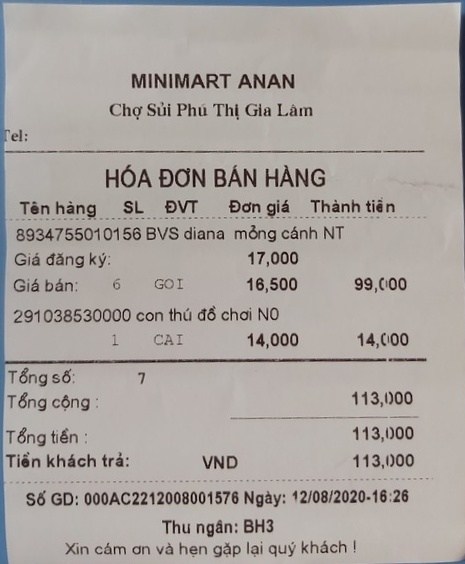 MINIMART ANAN
Chợ Sủi Phú Thị Gia Lâm
Tel:
HÓA ĐƠN BÁN HÀNG
Tên hàng SL ĐVT Đơn giá Thành tiền
8934755010156 BVS diana mỏng cánh NT
Giá đăng ký: 17,000
Giá bán: 6 GOI 16,500 99,000
291038530000 con thú đồ chơi N0
1 CAI 14,000 14,000
Tổng số: 7
Tổng cộng : 113,000
Tổng tiền : 113,000
Tiền khách trả: VND 113,000
Số GD: 000AC2212008001576 Ngày: 12/08/2020-16:26
Thu ngân: BH3
Xin cám ơn và hẹn gặp lại quý khách !